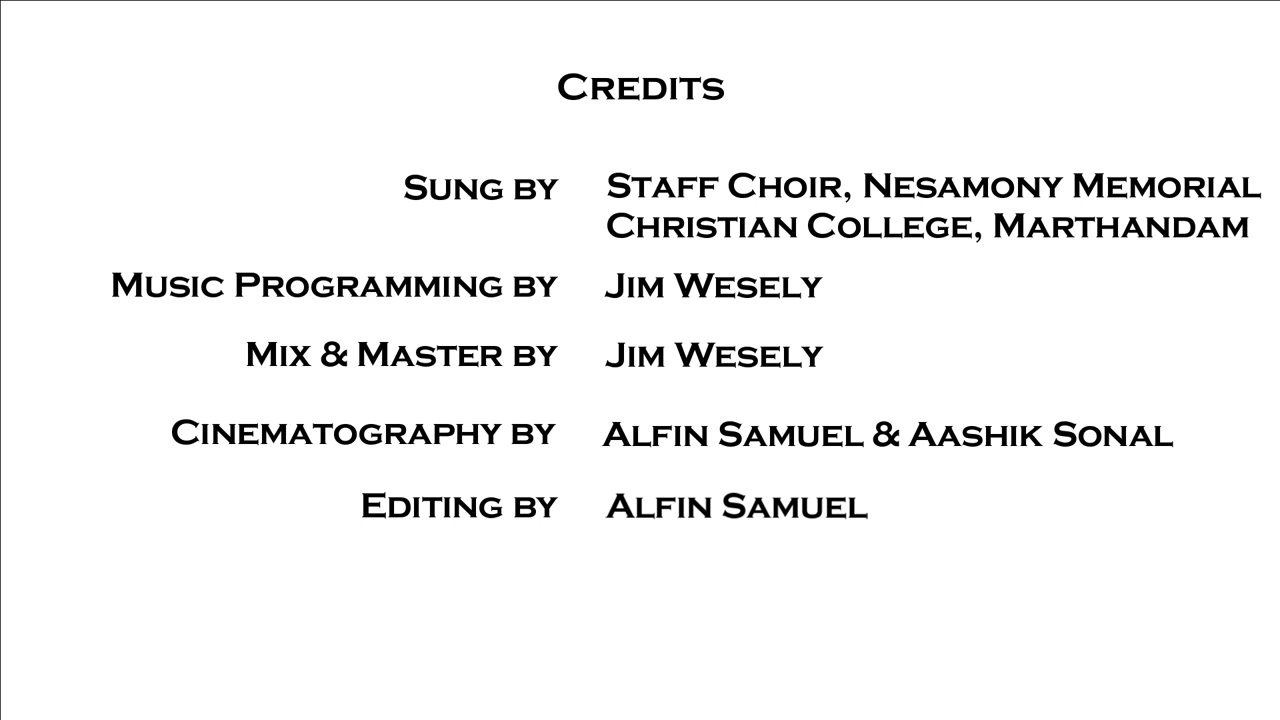 Credits
Sung by Staff Choir, Nesamony Memorial
Christian College, Marthandam
Music Programming by Jim Wesely
Mix & Master by Jim Wesely
Cinematography by Alfin Samuel & Aashik Sonal
Editing by Alfin Samuel